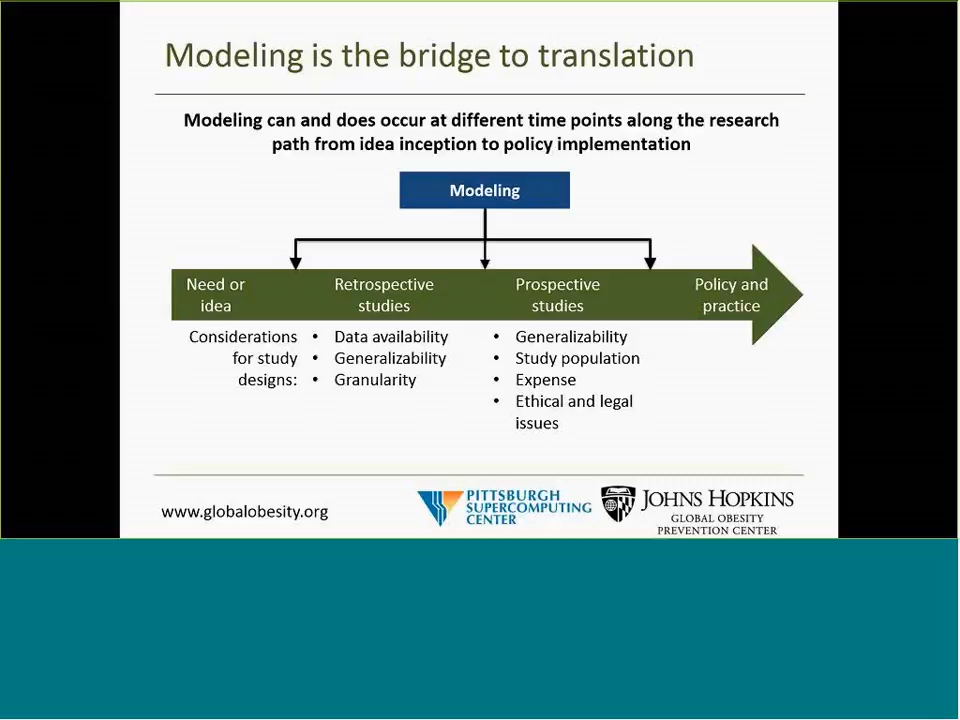 Modeling is the bridge to translation
Modeling can and does occur at different time points along the research
path from idea inception to policy implementation
Modeling
Need or
idea
Retrospective
studies
Prospective
studies
Policy and
practice
Considerations
for study
designs:
• Data availability
• Generalizability
• Granularity
• Generalizability
• Study population
• Expense
• Ethical and legal
issues
www.globalobesity.org
PITTSBURGH
SUPERCOMPUTING
CENTER
JOHNS HOPKINS
GLOBAL OBESITY
PREVENTION CENTER